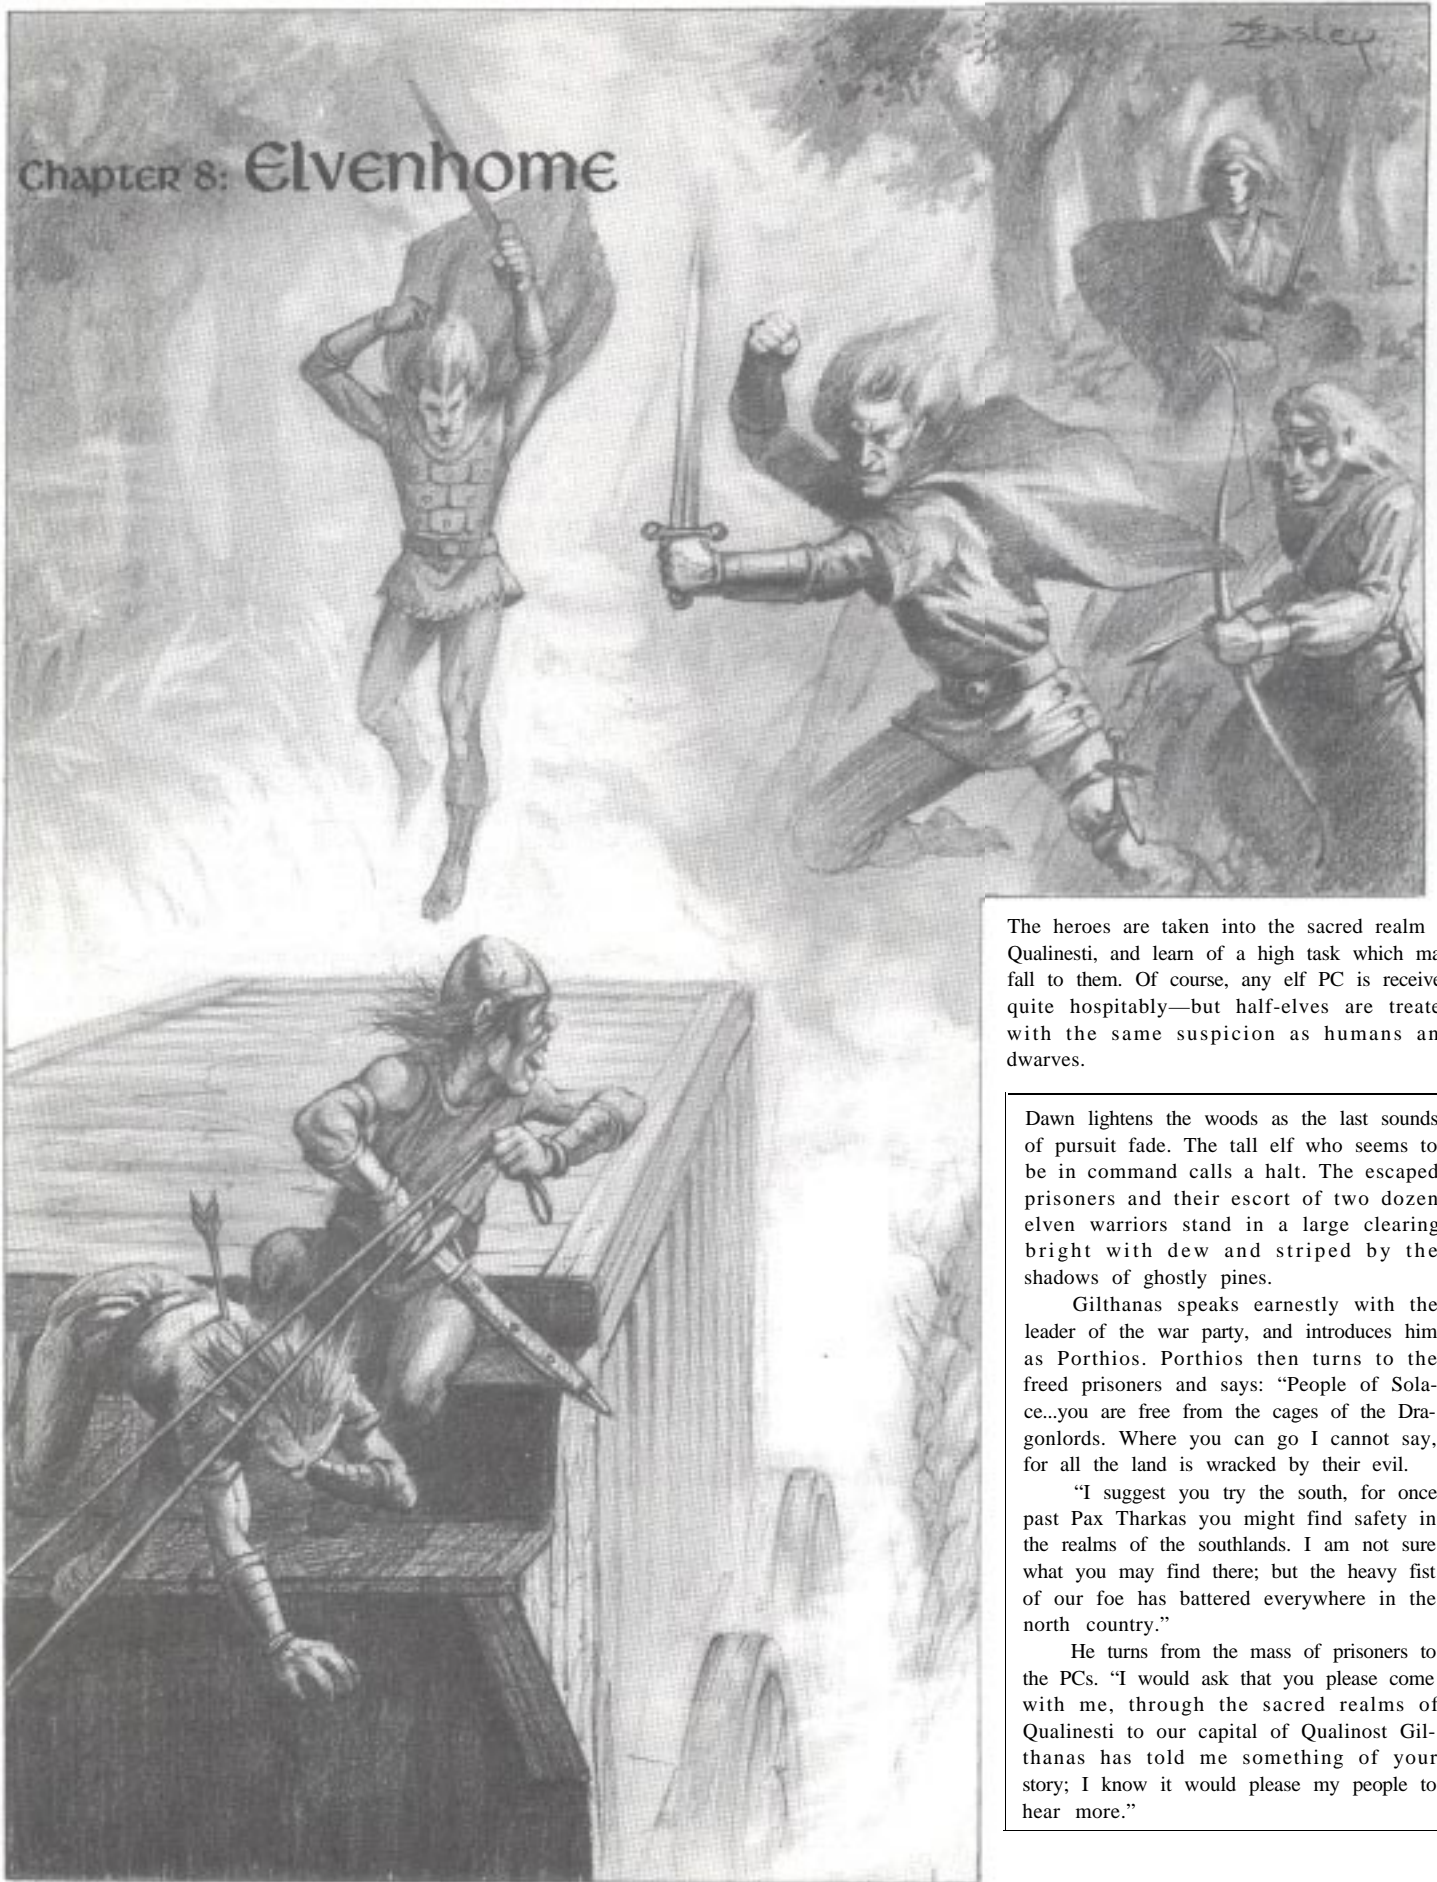 Chapter 8: Elvenhome
ZEasley
The heroes are taken into the sacred realm
Qualinesti, and learn of a high task which ma
fall to them. Of course, any elf PC is receive
quite hospitably—but half-elves are treate
with the same suspicion as humans an
dwarves.
Dawn lightens the woods as the last sounds
of pursuit fade. The tall elf who seems to
be in command calls a halt. The escaped
prisoners and their escort of two dozen
elven warriors stand in a large clearing
bright with dew and striped by the
shadows of ghostly pines.
Gilthanas speaks earnestly with the
leader of the war party, and introduces him
as Porthios. Porthios then turns to the
freed prisoners and says: “People of Sola-
ce...you are free from the cages of the Dra-
gonlords. Where you can go I cannot say,
for all the land is wracked by their evil.
“I suggest you try the south, for once
past Pax Tharkas you might find safety in
the realms of the southlands. I am not sure
what you may find there; but the heavy fist
of our foe has battered everywhere in the
north country.”
He turns from the mass of prisoners to
the PCs. “I would ask that you please come
with me, through the sacred realms of
Qualinesti to our capital of Qualinost Gil-
thanas has told me something of your
story; I know it would please my people to
hear more.”